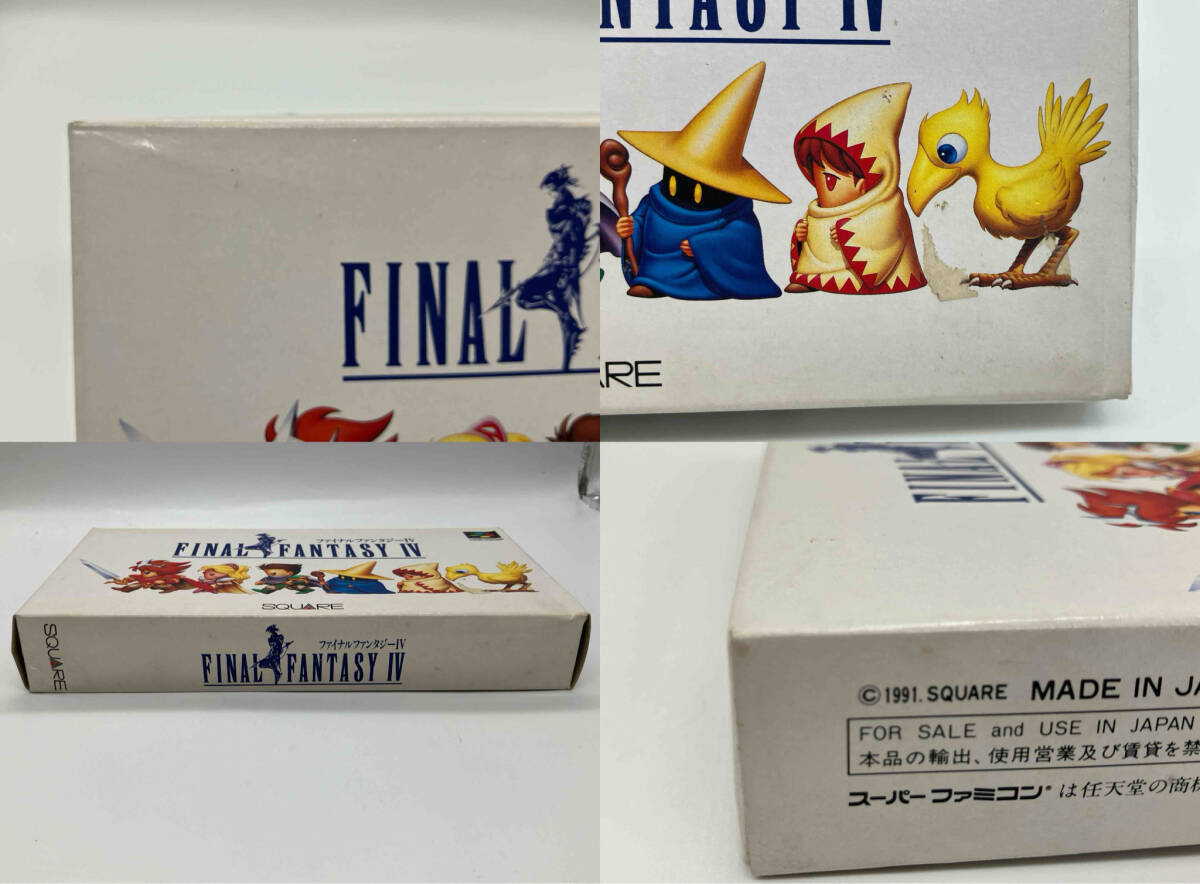 FINAL
NTASY IV
ARE
ファイナルファンタジーIV
FINAL FANTASY IV
SQUARE
ファイナルファンタジーIV
FINAL FANTASY IV
SQUARE
FINAL
©1991. SQUARE MADE IN JA
FOR SALE and USE IN JAPAN
本品の輸出、使用営業及び賃貸を禁
スーパーファミコン®は任天堂の商標